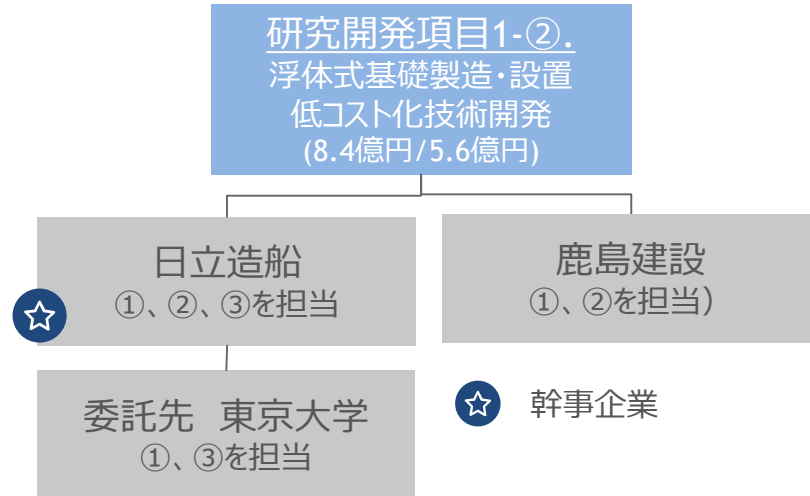 研究開発項目1-②.
浮体式基礎製造・設置
低コスト化技術開発
(8.4億円/5.6億円)
日立造船
①、②、③を担当
鹿島建設
①、②を担当)
委託先 東京大学
①、③を担当
幹事企業